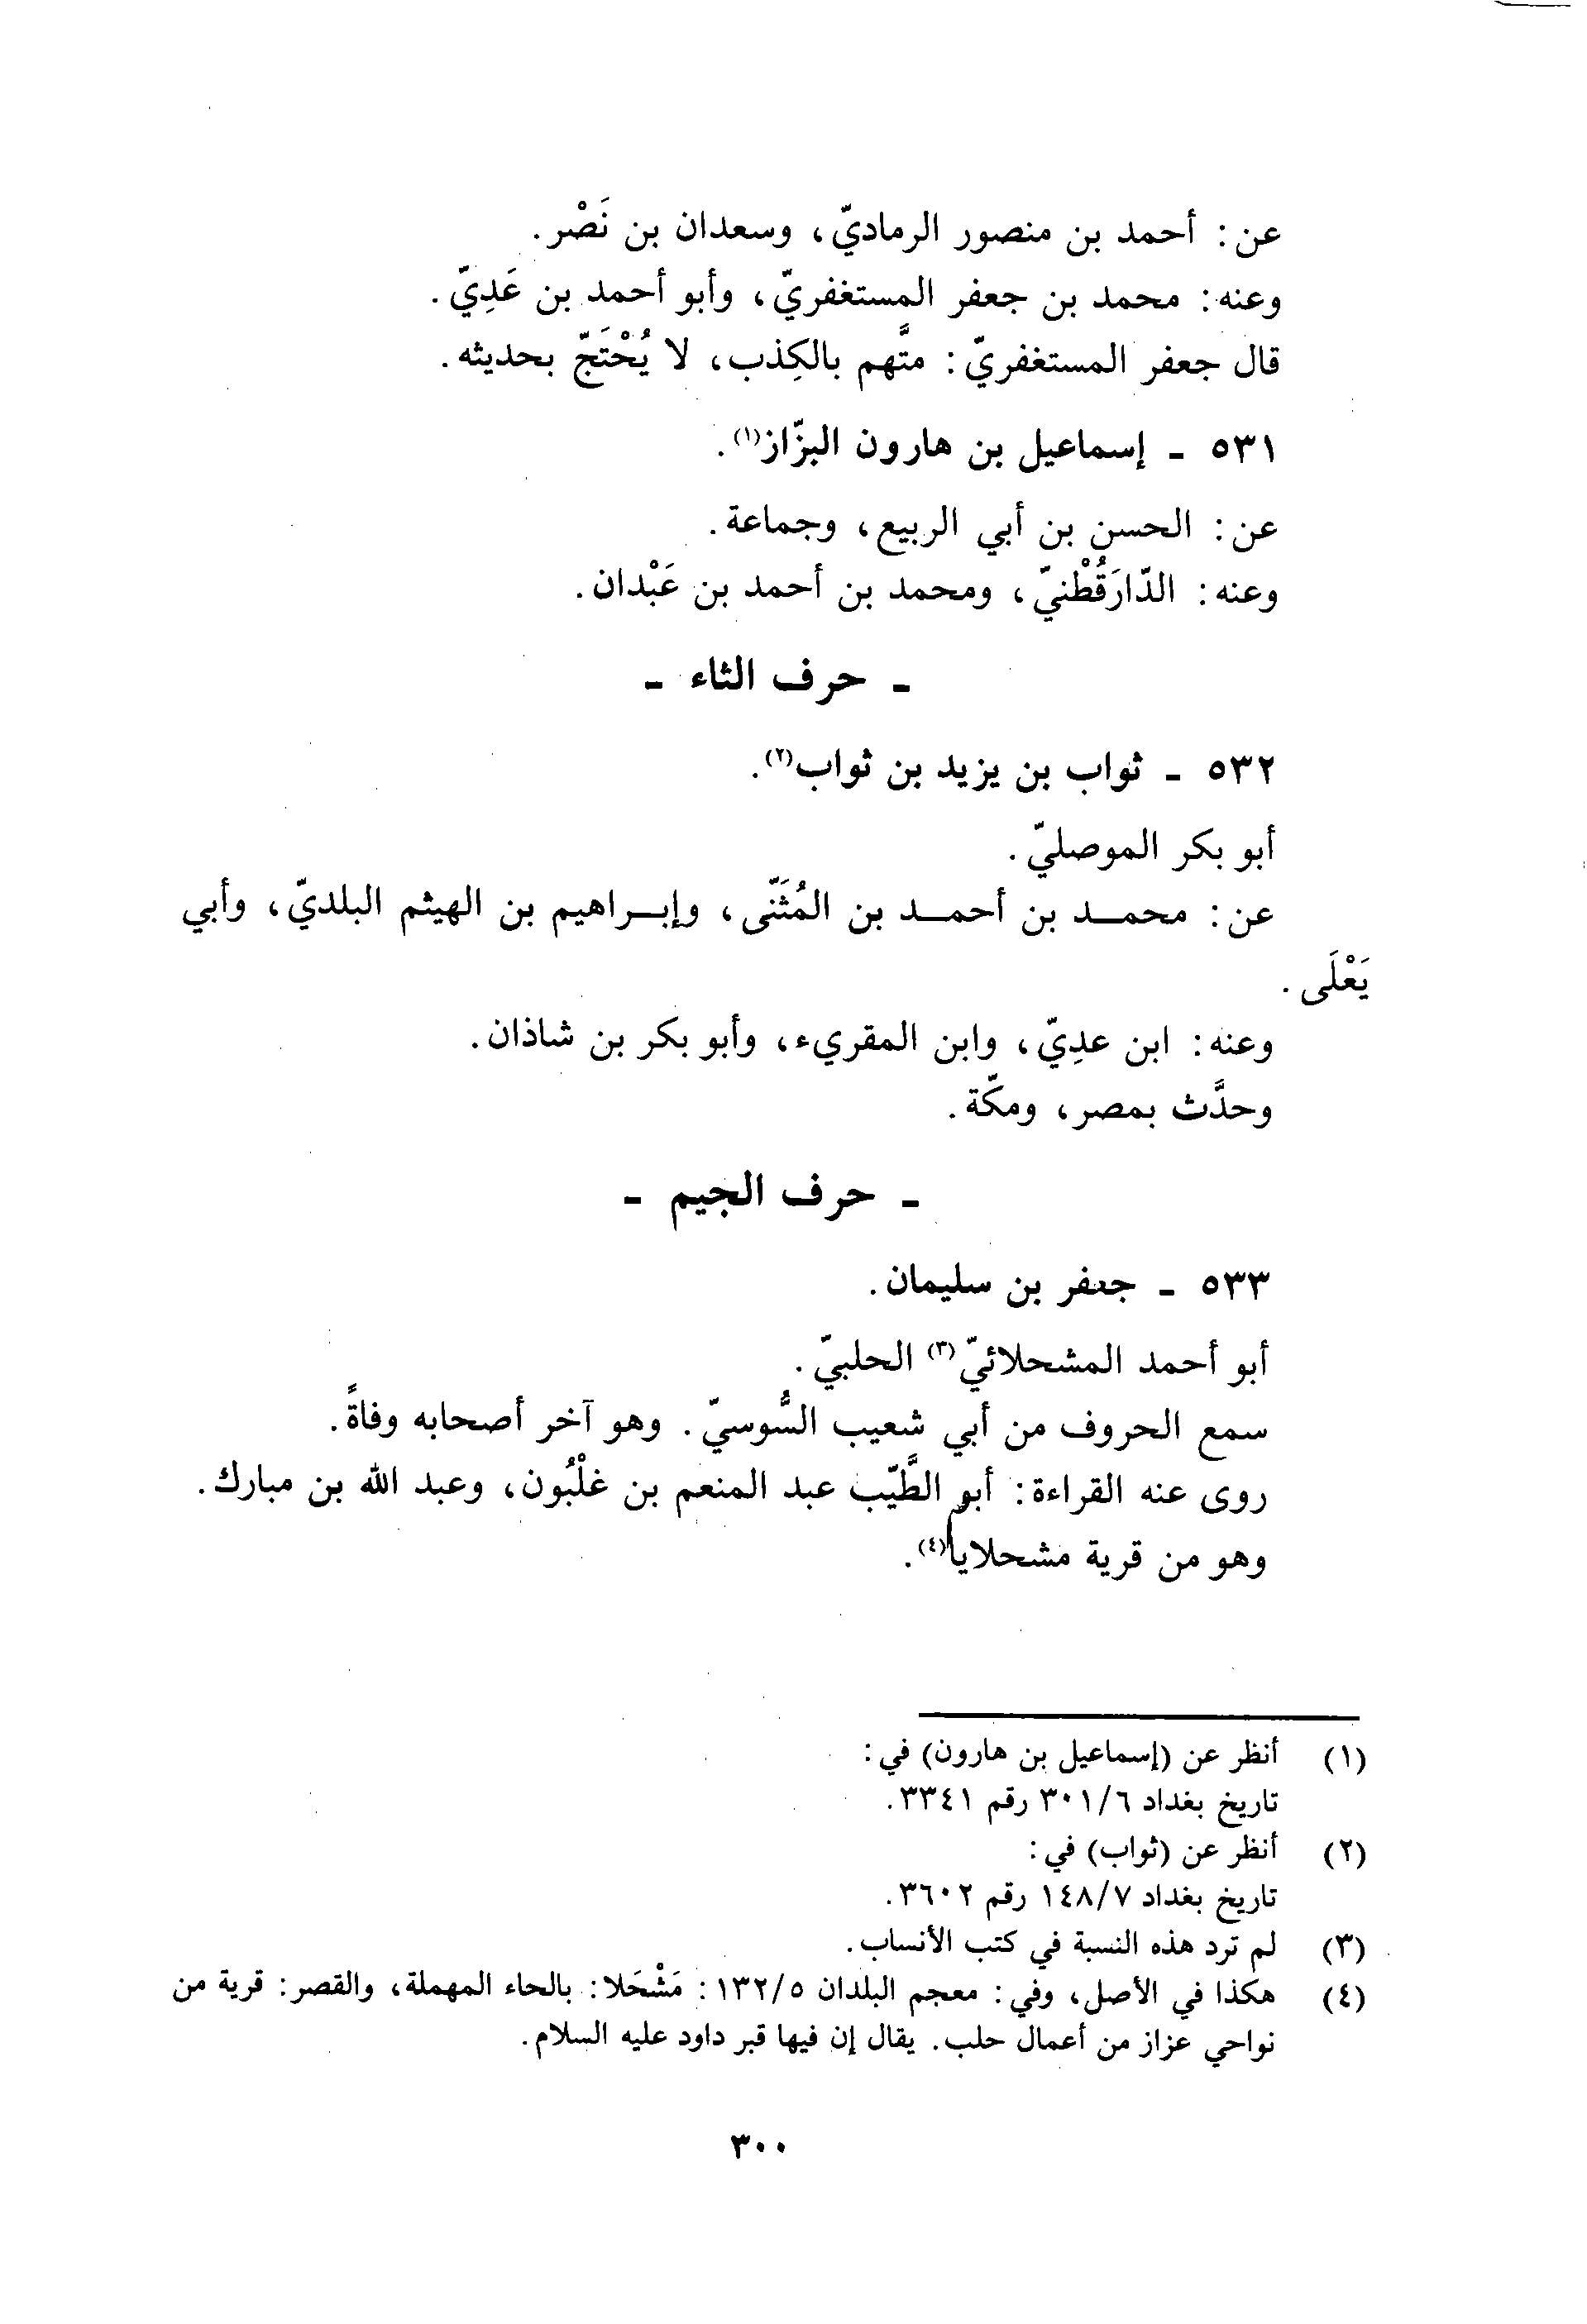 عن: أحمد بن منصور الرماديّ، وسعدان بن نَصْر.
وعنه: محمد بن جعفر المستغفريّ، وأبو أحمد بن عَدِيّ.
قال جعفر المستغفريّ: متَّهم بالكِذب، لا يُحْتَجّ بحديثه.
٥٣١ - إسماعيل بن هارون البزّاز(١).
عن: الحسن بن أبي الربيع، وجماعة.
وعنه: الدّارَقُطْنيّ، ومحمد بن أحمد بن عَبْدان.
- حرف الثاء -
٥٣٢ - ثواب بن يزيد بن ثواب(٢).
أبو بكر الموصليّ.
عن: محمد بن أحمد بن المُثَنّى، وإبراهيم بن الهيثم البلديّ، وأبي
يَعْلَى.
وعنه: ابن عدِيّ، وابن المقريء، وأبو بكر بن شاذان.
وحدَّث بمصر، ومكّة.
- حرف الجيم -
٥٣٣ - جعفر بن سليمان.
أبو أحمد المشحلائيّ(٣) الحلبيّ.
سمع الحروف من أبي شعيب السُّوسيّ. وهو آخر أصحابه وفاةً.
روى عنه القراءة: أبو الطَّيّب عبد المنعم بن غلْبُون، وعبد الله بن مبارك.
وهو من قرية مشحلايا(٤).
(١) أنظر عن (إسماعيل بن هارون) في:
تاريخ بغداد ٣٠١/٦ رقم ٣٣٤١.
(٢) أنظر عن (ثواب) في:
تاريخ بغداد ١٤٨/٧ رقم ٣٦٠٢.
(٣) لم ترد هذه النسبة في كتب الأنساب.
(٤) هكذا في الأصل، وفي: معجم البلدان ١٣٢/٥: مَشْحَلا: بالحاء المهملة، والقصر: قرية من
نواحي عزاز من أعمال حلب. يقال إن فيها قبر داود عليه السلام.
٣٠٠